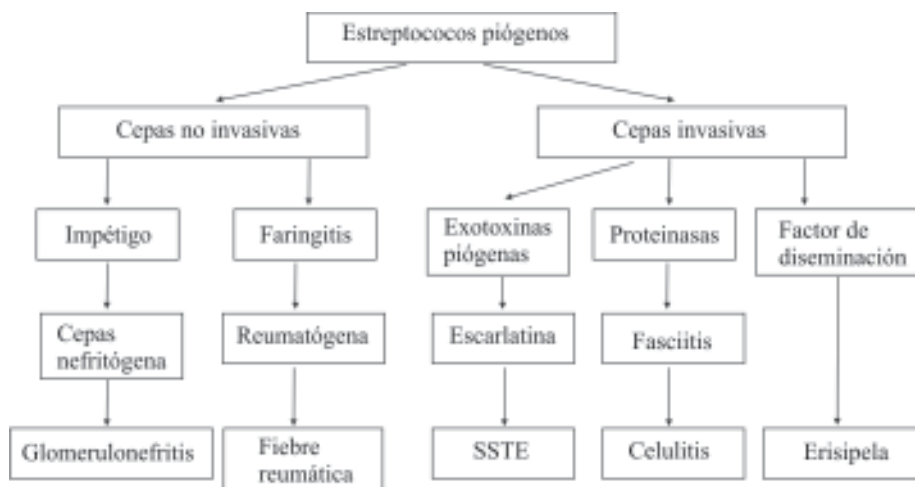 Estreptococos piógenos
Cepas no invasivas
Cepas invasivas
Impétigo
Faringitis
Exotoxinas
piógenas
Proteinasas
Factor de
diseminación
Cepas
nefritógena
Reumatógena
Escarlatina
Fasciitis
Glomerulonefritis
Fiebre
reumática
SSTE
Celulitis
Erisipela